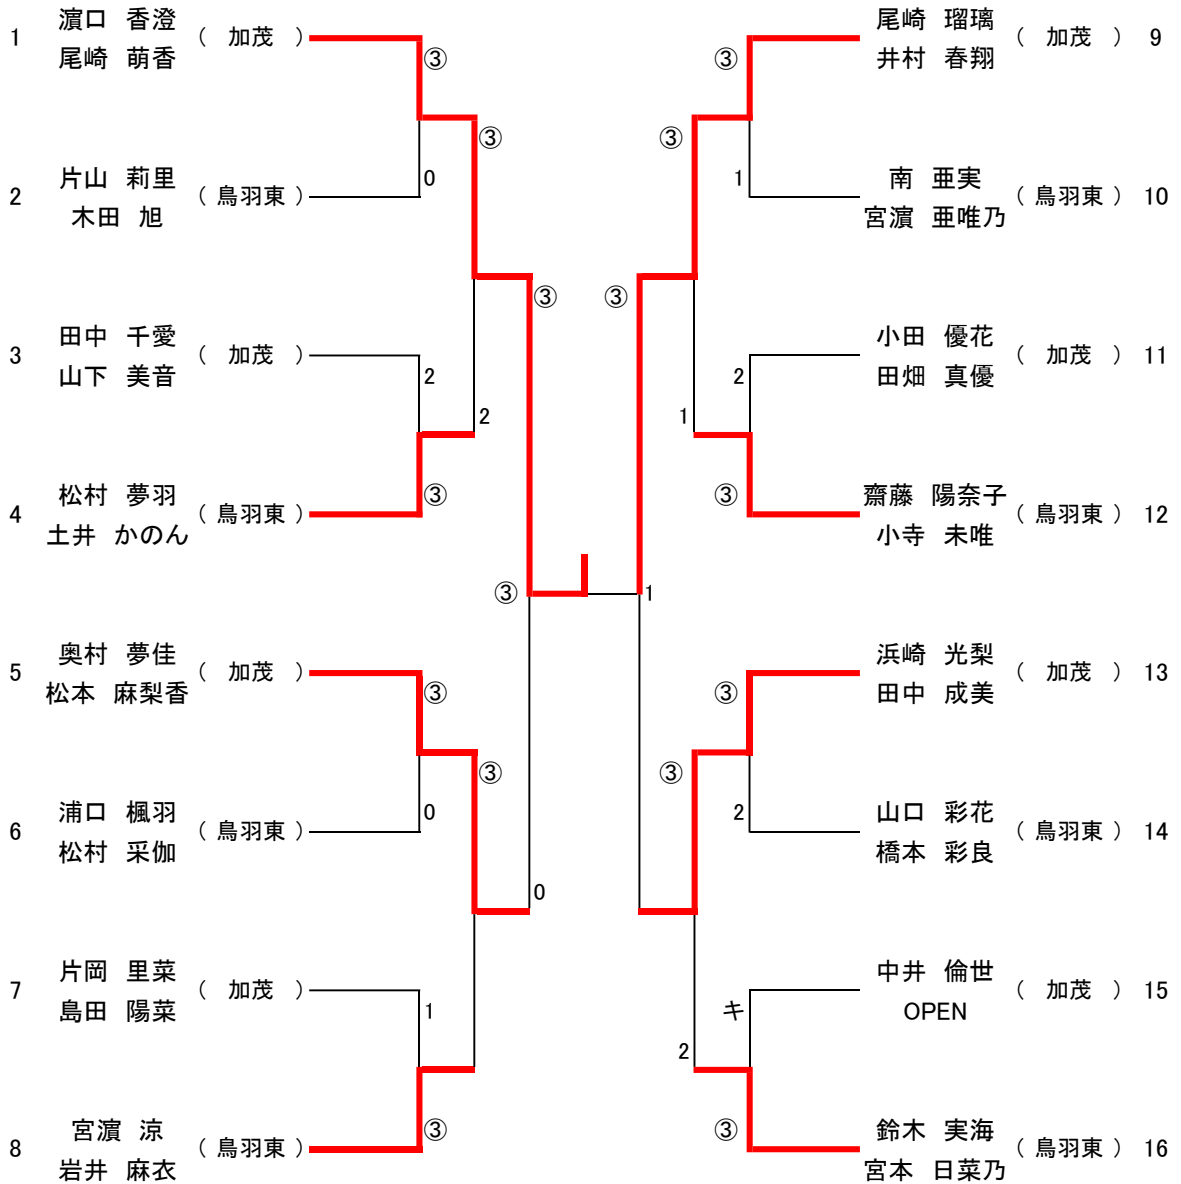 1 濵口 香澄 ( 加茂 )
尾崎 萌香
③
③
2 片山 莉里 ( 鳥羽東 )
木田 旭
0
3 田中 千愛 ( 加茂 )
山下 美音
2
③
2
4 松村 夢羽 ( 鳥羽東 )
土井 かのん
③
③
5 奥村 夢佳 ( 加茂 )
松本 麻梨香
③
③
6 浦口 楓羽 ( 鳥羽東 )
松村 采伽
0
0
7 片岡 里菜 ( 加茂 )
島田 陽菜
1
8 宮濵 涼 ( 鳥羽東 )
岩井 麻衣
③
尾崎 瑠璃 ( 加茂 ) 9
井村 春翔
③
③
南 亜実 ( 鳥羽東 ) 10
宮濵 亜唯乃
1
③
小田 優花 ( 加茂 ) 11
田畑 真優
2
1
齋藤 陽奈子 ( 鳥羽東 ) 12
小寺 未唯
③
1
浜崎 光梨 ( 加茂 ) 13
田中 成美
③
③
山口 彩花 ( 鳥羽東 ) 14
橋本 彩良
2
中井 倫世 ( 加茂 ) 15
OPEN
キ
2
鈴木 実海 ( 鳥羽東 ) 16
宮本 日菜乃
③